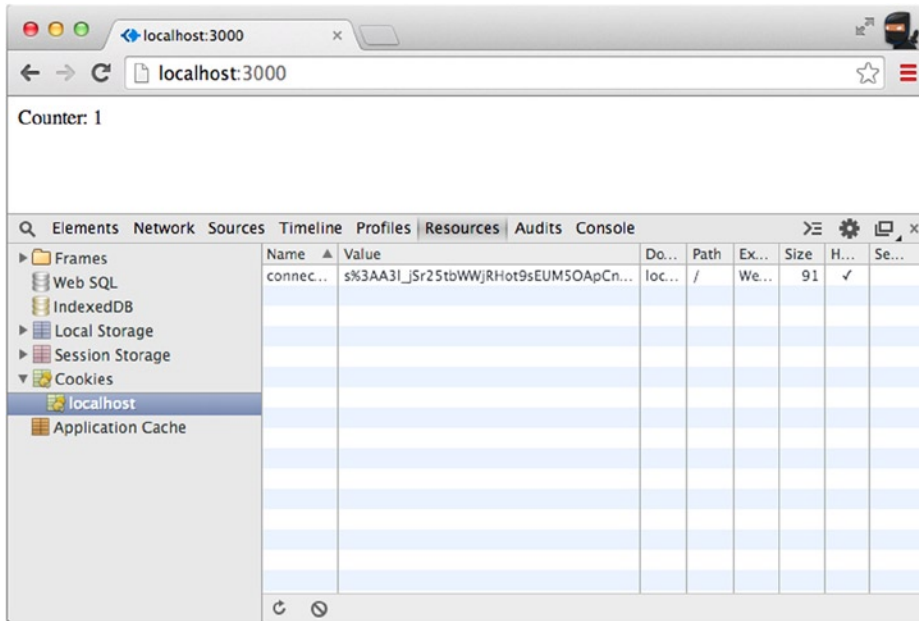 localhost:3000
localhost:3000
Counter: 1
Elements Network Sources Timeline Profiles Resources Audits Console
Frames
Web SQL
IndexedDB
Local Storage
Session Storage
Cookies
localhost
Application Cache
Name Value Do... Path Ex... Size H... Se...
connec... s%3AA3l_jSr25tbWWjRHot9sEUM5OApCn... loc... / We... 91 ✓